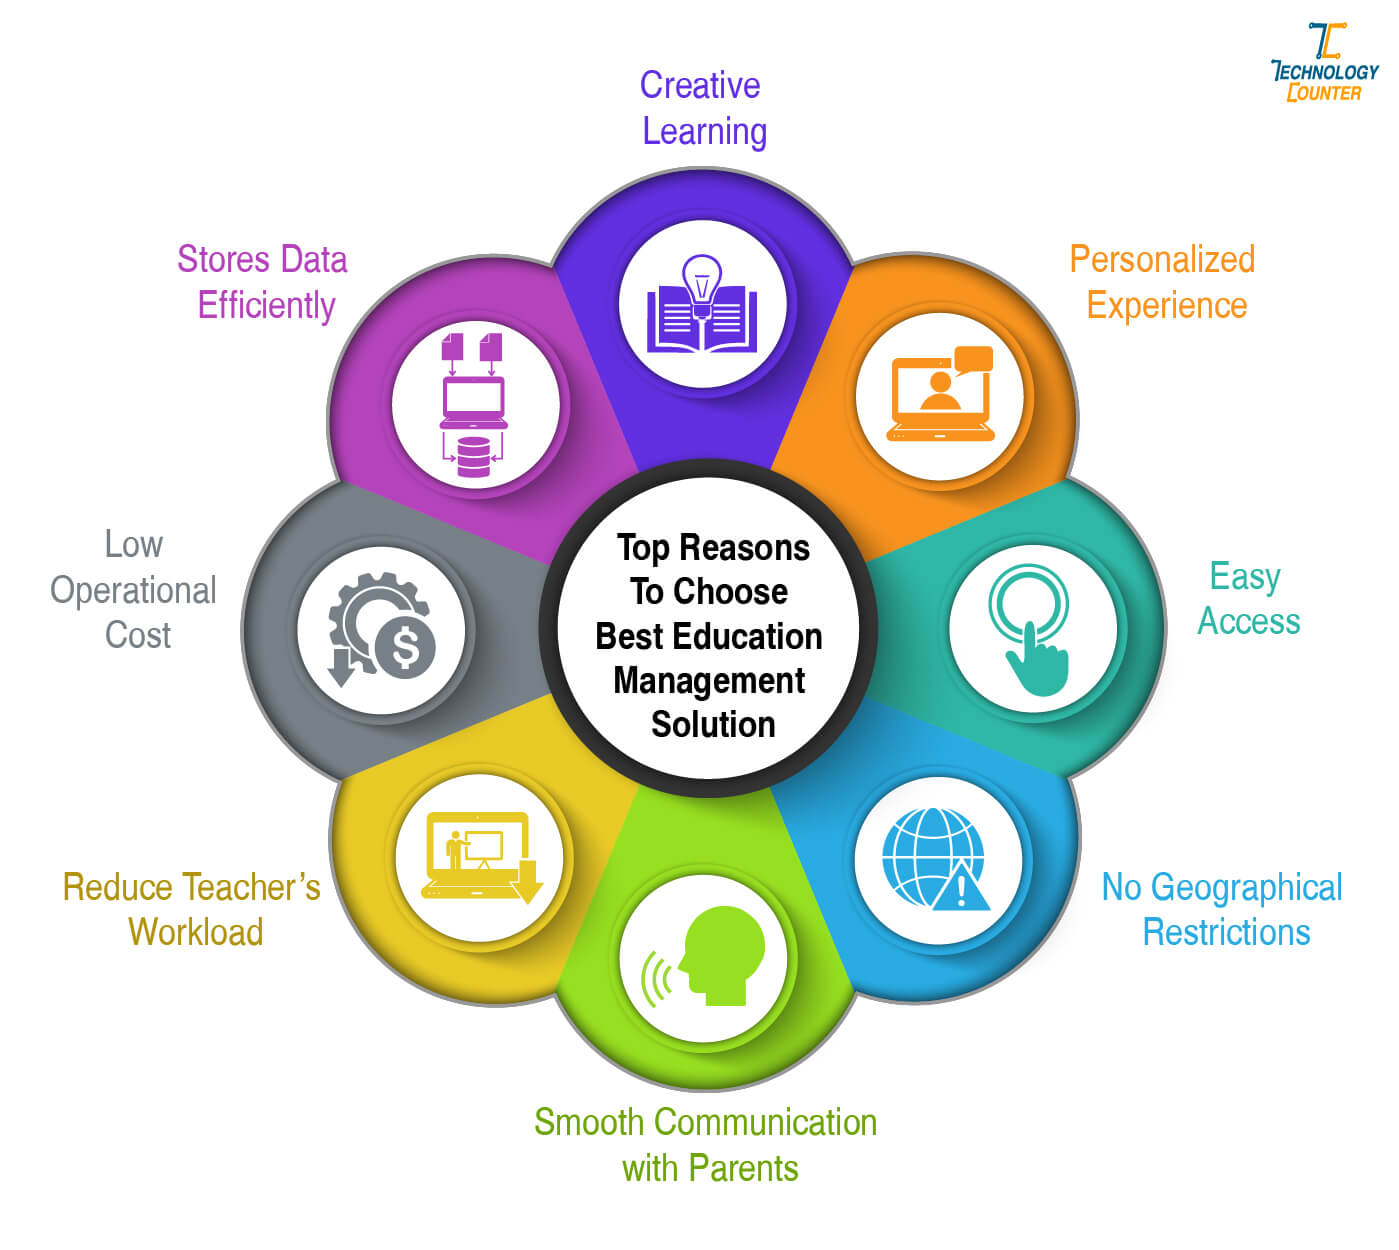 TC
TECHNOLOGY
COUNTER
Creative
Learning
Personalized
Experience
Easy
Access
No Geographical
Restrictions
Smooth Communication
with Parents
Reduce Teacher’s
Workload
Low
Operational
Cost
Stores Data
Efficiently
Top Reasons
To Choose
Best Education
Management
Solution
$
!